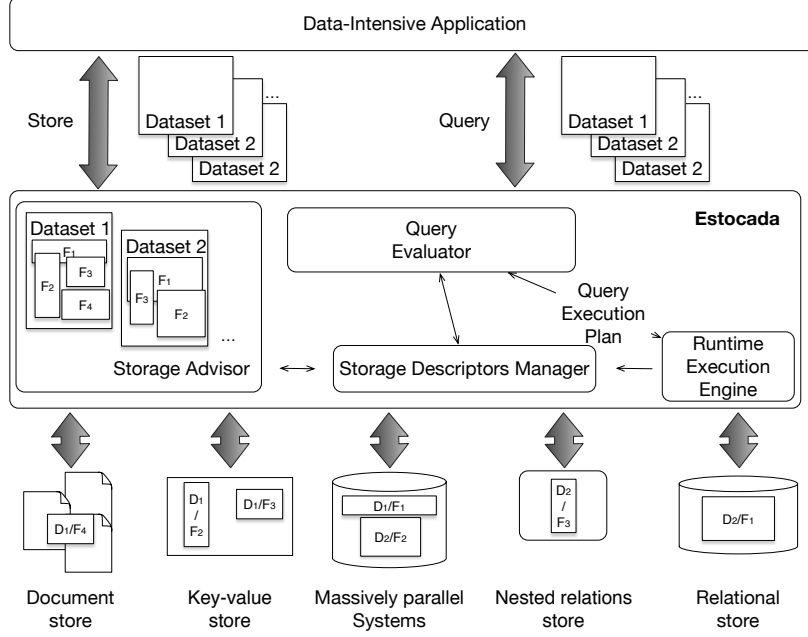 Data-Intensive Application
Store
Dataset 1
...
Dataset 2
Dataset 2
Query
Dataset 1
...
Dataset 2
Dataset 2
Estocada
Dataset 1
F1
F2
F3
F4
Dataset 2
F1
F3
F2
...
Storage Advisor
Query
Evaluator
Query
Execution
Plan
Storage Descriptors Manager
Runtime
Execution
Engine
D1/F4
D1
/
F2
D1/F3
D1/F1
D2/F2
D2
/
F3
D2/F1
Document
store
Key-value
store
Massively parallel
Systems
Nested relations
store
Relational
store